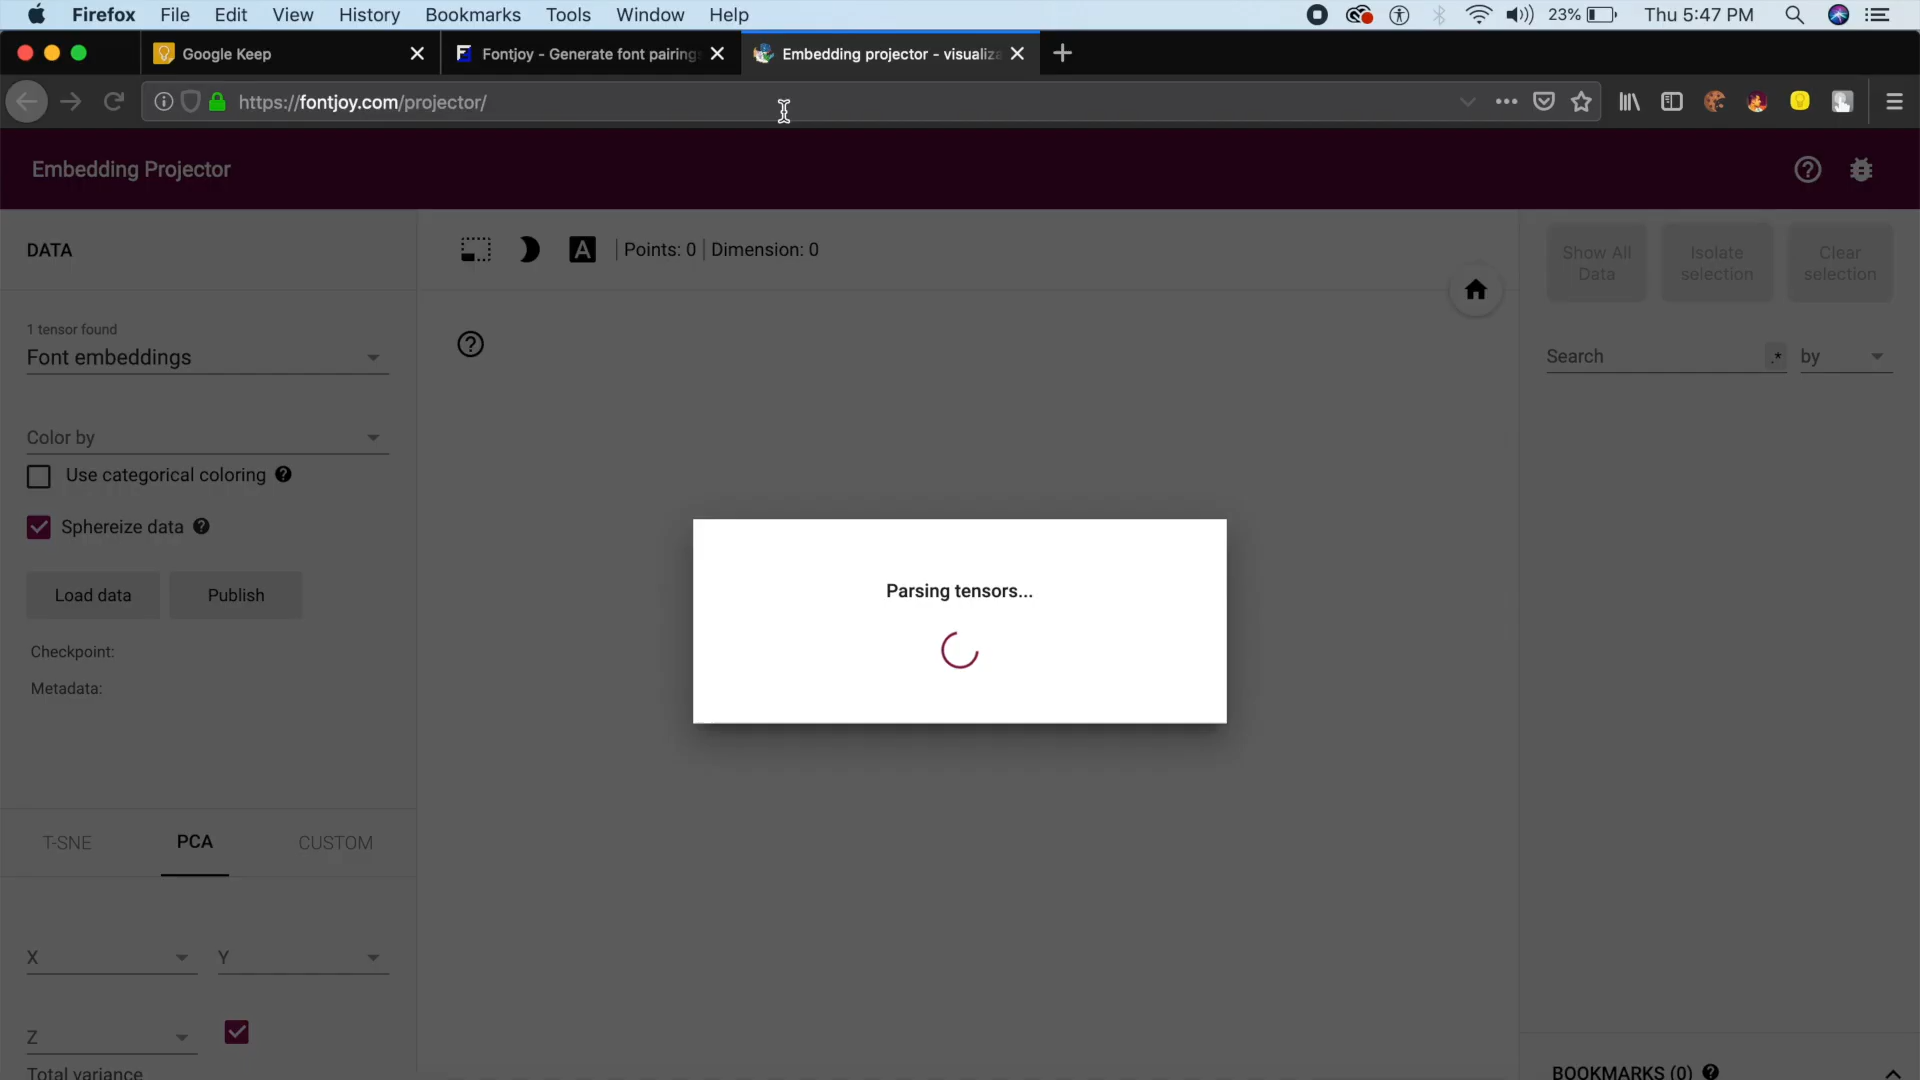 Firefox File Edit View History Bookmarks Tools Window Help 23% Thu 5:47 PM
Google Keep Fontjoy - Generate font pairings Embedding projector - visualiza
https://fontjoy.com/projector/
Embedding Projector
DATA
A Points: 0 Dimension: 0
Show All Data
Isolate selection
Clear selection
1 tensor found
Font embeddings
Search .* by
Color by
Use categorical coloring
Sphereize data
Load data Publish
Parsing tensors...
Checkpoint:
Metadata:
T-SNE PCA CUSTOM
X Y
Z
Total variance
BOOKMARKS (0)